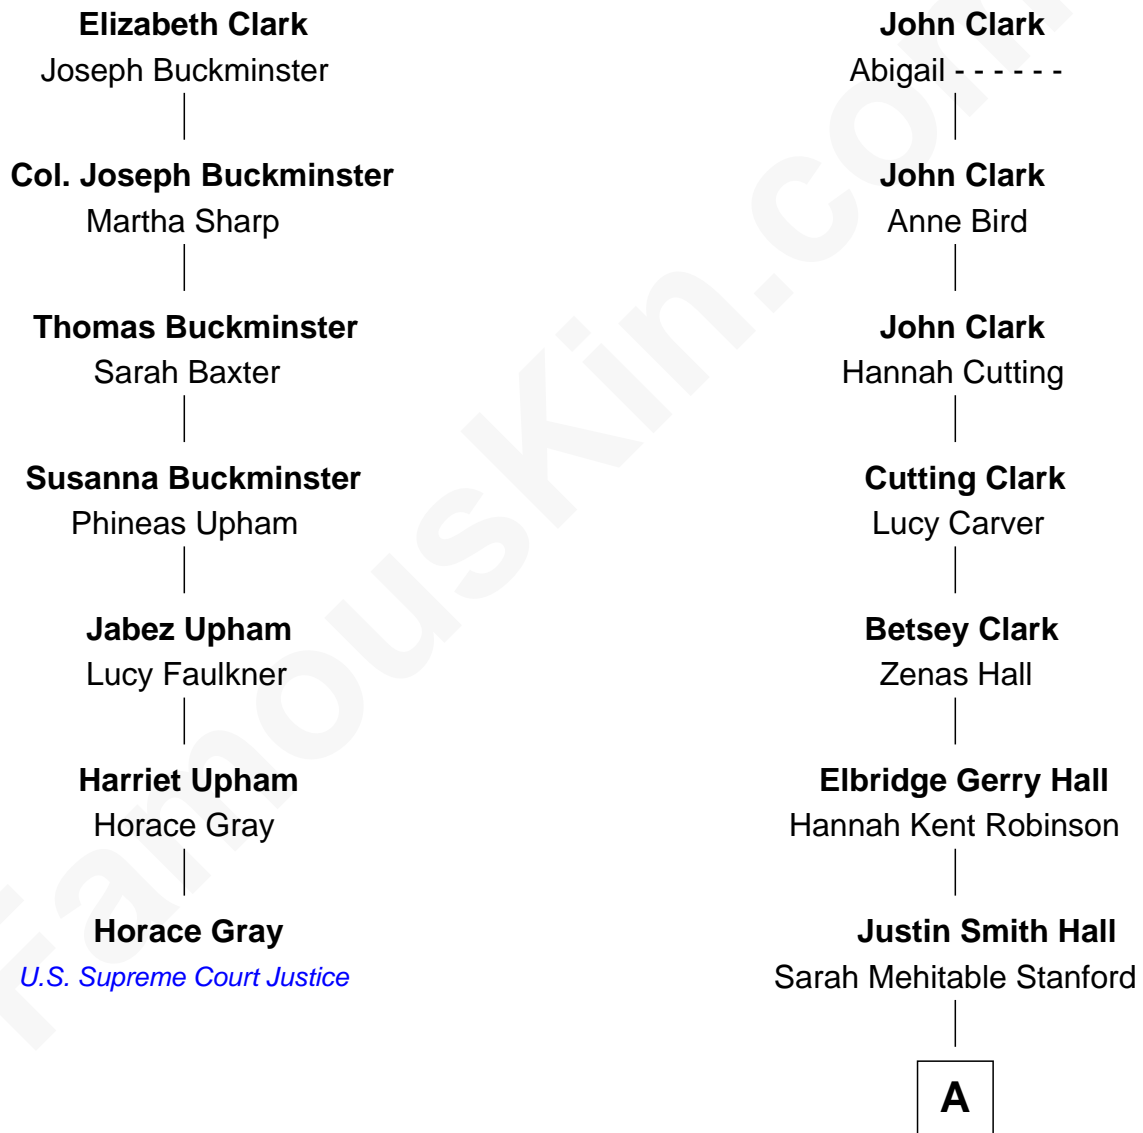 Elizabeth Clark
Joseph Buckminster
Col. Joseph Buckminster
Martha Sharp
Thomas Buckminster
Sarah Baxter
Susanna Buckminster
Phineas Upham
Jabez Upham
Lucy Faulkner
Harriet Upham
Horace Gray
Horace Gray
U.S. Supreme Court Justice
John Clark
Abigail - - - - - -
John Clark
Anne Bird
John Clark
Hannah Cutting
Cutting Clark
Lucy Carver
Betsey Clark
Zenas Hall
Elbridge Gerry Hall
Hannah Kent Robinson
Justin Smith Hall
Sarah Mehitable Stanford
A
FamousKin.com